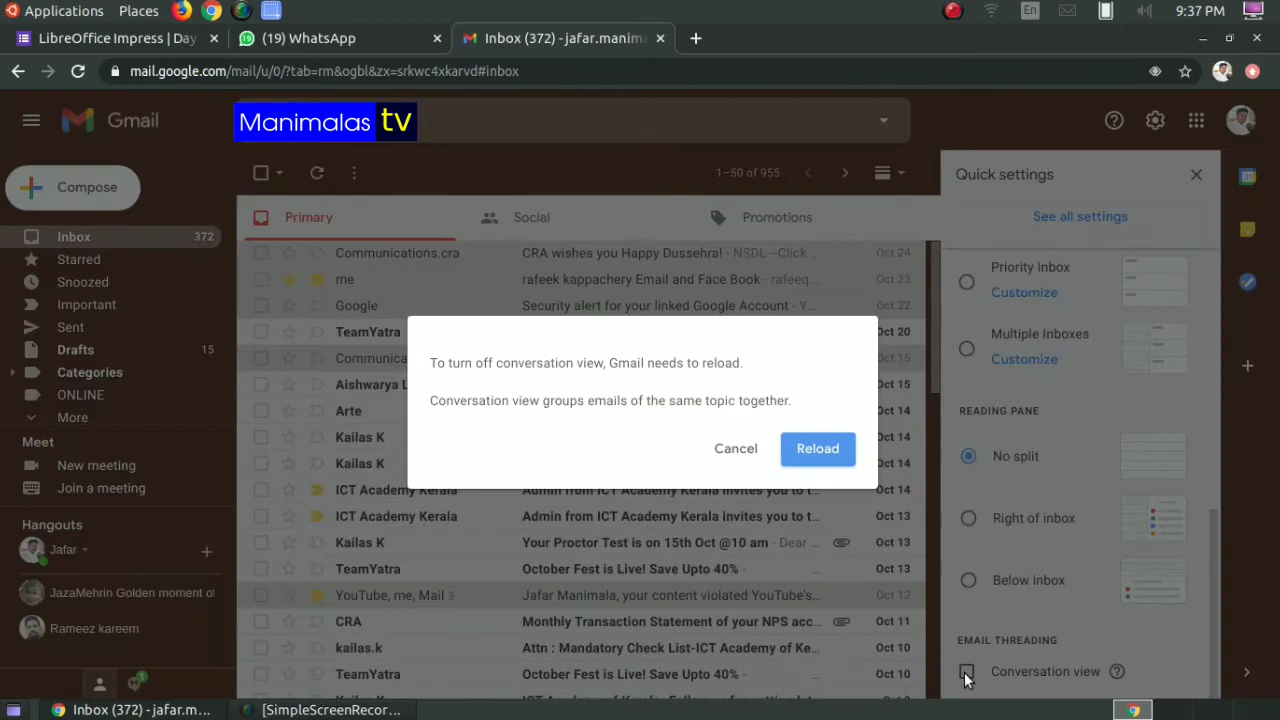 Applications Places En 9:37 PM
LibreOffice Impress | Day (19) WhatsApp Inbox (372) - jafar.manima
mail.google.com/mail/u/0/?tab=rm&ogbl&zx=srkwc4xkarvd#inbox
Gmail Manimalas tv
Compose 1–50 of 955 Quick settings
Primary Social Promotions See all settings
Inbox 372
Starred
Snoozed
Important
Sent
Drafts 15
Categories
ONLINE
More
Meet
New meeting
Join a meeting
Hangouts
Jafar
JazaMehrin Golden moment of
Rameez kareem
1
Communications.cra CRA wishes you Happy Dussehra! - NSDL –Click ... Oct 24
me rafeek kappachery Email and Face Book - rafeeq... Oct 23
Google Security alert for your linked Google Account - Y... Oct 22
TeamYatra Oct 20
Communica Oct 15
Aishwarya L Oct 15
Arte Oct 14
Kailas K Oct 14
Kailas K Oct 14
ICT Academy Kerala Admin from ICT Academy Kerala invites you to t... Oct 14
ICT Academy Kerala Admin from ICT Academy Kerala invites you to t... Oct 13
Kailas K Your Proctor Test is on 15th Oct @10 am - Dear ... Oct 13
TeamYatra October Fest is Live! Save Upto 40% - Oct 13
YouTube, me, Mail 3 Jafar Manimala, your content violated YouTube's... Oct 12
CRA Monthly Transaction Statement of your NPS acc... Oct 11
kailas.k Attn : Mandatory Check List-ICT Academy of Ke... Oct 10
TeamYatra October Fest is Live! Save Upto 40% - Oct 10
To turn off conversation view, Gmail needs to reload.
Conversation view groups emails of the same topic together.
Cancel Reload
Priority Inbox
Customize
Multiple Inboxes
Customize
READING PANE
No split
Right of inbox
Below inbox
EMAIL THREADING
Conversation view
Inbox (372) - jafar.m... [SimpleScreenRecor...